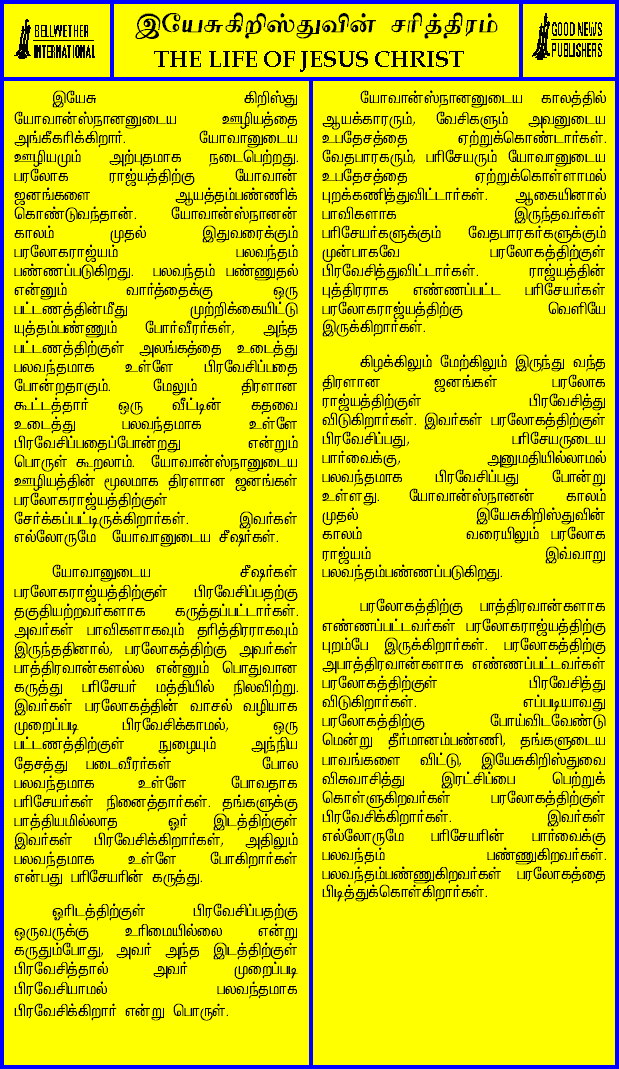 BELLWETHER
INTERNATIONAL
இயேசுகிறிஸ்துவின் சரித்திரம்
THE LIFE OF JESUS CHRIST
GOOD NEWS
PUBLISHERS
இயேசு கிறிஸ்து
யோவான்ஸ்நானனுடைய ஊழியத்தை
அங்கீகரிக்கிறார். யோவானுடைய
ஊழியமும் அற்புதமாக நடைபெற்றது.
பரலோக ராஜ்யத்திற்கு யோவான்
ஜனங்களை ஆயத்தம்பண்ணிக்
கொண்டுவந்தான். யோவான்ஸ்நானன்
காலம் முதல் இதுவரைக்கும்
பரலோகராஜ்யம் பலவந்தம்
பண்ணப்படுகிறது. பலவந்தம் பண்ணுதல்
என்னும் வார்த்தைக்கு ஒரு
பட்டணத்தின்மீது முற்றிக்கையிட்டு
யுத்தம்பண்ணும் போர்வீரர்கள், அந்த
பட்டணத்திற்குள் அலங்கத்தை உடைத்து
பலவந்தமாக உள்ளே பிரவேசிப்பதை
போன்றதாகும். மேலும் திரளான
கூட்டத்தார் ஒரு வீட்டின் கதவை
உடைத்து பலவந்தமாக உள்ளே
பிரவேசிப்பதைப்போன்றது என்றும்
பொருள் கூறலாம். யோவான்ஸ்நானுடைய
ஊழியத்தின் மூலமாக திரளான ஜனங்கள்
பரலோகராஜ்யத்திற்குள்
சேர்க்கப்பட்டிருக்கிறார்கள். இவர்கள்
எல்லோருமே யோவானுடைய சீஷர்கள்.
யோவானுடைய சீஷர்கள்
பரலோகராஜ்யத்திற்குள் பிரவேசிப்பதற்கு
தகுதியற்றவர்களாக கருத்தப்பட்டார்கள்.
அவர்கள் பாவிகளாகவும் தரித்திரராகவும்
இருந்ததினால், பரலோகத்திற்கு அவர்கள்
பாத்திரவான்களல்ல என்னும் பொதுவான
கருத்து பரிசேயர் மத்தியில் நிலவிற்று.
இவர்கள் பரலோகத்தின் வாசல் வழியாக
முறைப்படி பிரவேசிக்காமல், ஒரு
பட்டணத்திற்குள் நுழையும் அந்நிய
தேசத்து படைவீரர்கள் போல
பலவந்தமாக உள்ளே போவதாக
பரிசேயர்கள் நினைத்தார்கள். தங்களுக்கு
பாத்தியமில்லாத ஓர் இடத்திற்குள்
இவர்கள் பிரவேசிக்கிறார்கள், அதிலும்
பலவந்தமாக உள்ளே போகிறார்கள்
என்பது பரிசேயரின் கருத்து.
ஓரிடத்திற்குள் பிரவேசிப்பதற்கு
ஒருவருக்கு உரிமையில்லை என்று
கருதும்போது, அவர் அந்த இடத்திற்குள்
பிரவேசித்தால் அவர் முறைப்படி
பிரவேசியாமல் பலவந்தமாக
பிரவேசிக்கிறார் என்று பொருள்.
யோவான்ஸ்நானனுடைய காலத்தில்
ஆயக்காரரும், வேசிகளும் அவனுடைய
உபதேசத்தை ஏற்றுக்கொண்டார்கள்.
வேதபாரகரும், பரிசேயரும் யோவானுடைய
உபதேசத்தை ஏற்றுக்கொள்ளாமல்
புறக்கணித்துவிட்டார்கள். ஆகையினால்
பாவிகளாக இருந்தவர்கள்
பரிசேயர்களுக்கும் வேதபாரகர்களுக்கும்
முன்பாகவே பரலோகத்திற்குள்
பிரவேசித்துவிட்டார்கள். ராஜ்யத்தின்
புத்திரராக எண்ணப்பட்ட பரிசேயர்கள்
பரலோகராஜ்யத்திற்கு வெளியே
இருக்கிறார்கள்.
கிழக்கிலும் மேற்கிலும் இருந்து வந்த
திரளான ஜனங்கள் பரலோக
ராஜ்யத்திற்குள் பிரவேசித்து
விடுகிறார்கள். இவர்கள் பரலோகத்திற்குள்
பிரவேசிப்பது, பரிசேயருடைய
பார்வைக்கு, அனுமதியில்லாமல்
பலவந்தமாக பிரவேசிப்பது போன்று
உள்ளது. யோவான்ஸ்நானன் காலம்
முதல் இயேசுகிறிஸ்துவின்
காலம் வரையிலும் பரலோக
ராஜ்யம் இவ்வாறு
பலவந்தம்பண்ணப்படுகிறது.
பரலோகத்திற்கு பாத்திரவான்களாக
எண்ணப்பட்டவர்கள் பரலோகராஜ்யத்திற்கு
புறம்பே இருக்கிறார்கள். பரலோகத்திற்கு
அபாத்திரவான்களாக எண்ணப்பட்டவர்கள்
பரலோகத்திற்குள் பிரவேசித்து
விடுகிறார்கள். எப்படியாவது
பரலோகத்திற்கு போய்விடவேண்டு
மென்று தீர்மானம்பண்ணி, தங்களுடைய
பாவங்களை விட்டு, இயேசுகிறிஸ்துவை
விசுவாசித்து இரட்சிப்பை பெற்றுக்
கொள்ளுகிறவர்கள் பரலோகத்திற்குள்
பிரவேசிக்கிறார்கள். இவர்கள்
எல்லோருமே பரிசேயரின் பார்வைக்கு
பலவந்தம் பண்ணுகிறவர்கள்.
பலவந்தம்பண்ணுகிறவர்கள் பரலோகத்தை
பிடித்துக்கொள்கிறார்கள்.